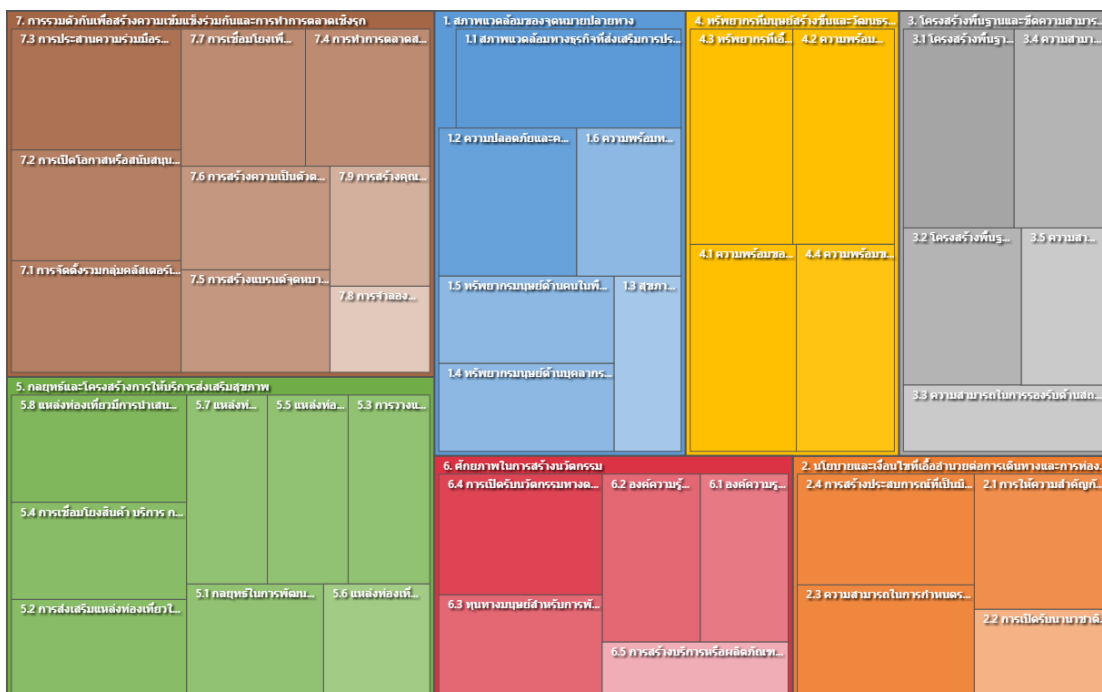 7. การรวมตัวกันเพื่อสร้างความเข้มแข็งร่วมกันและการทำการตลาดเชิงรุก
7.3 การประสานความร่วมมือร...
7.7 การเชื่อมโยงเพื่...
7.4 การทำการตลาดส...
7.2 การเปิดโอกาสหรือสนับสนุน...
7.6 การสร้างความเป็นตัวต...
7.9 การสร้างคุณ...
7.1 การจัดตั้งรวมกลุ่มคลัสเตอร์เ...
7.5 การสร้างแบรนด์จุดหมา...
7.8 การจำลอง...
1. สภาพแวดล้อมของจุดหมายปลายทาง
1.1 สภาพแวดล้อมทางธุรกิจที่ส่งเสริมการประ...
1.2 ความปลอดภัยและค...
1.6 ความพร้อมท...
1.5 ทรัพยากรมนุษย์ด้านคนในพื้...
1.3 สุขภา...
1.4 ทรัพยากรมนุษย์ด้านบุคลากร...
4. ทรัพยากรที่มนุษย์สร้างขึ้นและวัฒนธร...
4.3 ทรัพยากรที่เอื้...
4.2 ความพร้อม...
4.1 ความพร้อมขอ...
4.4 ความพร้อมข...
3. โครงสร้างพื้นฐานและขีดความสามาร...
3.1 โครงสร้างพื้นฐา...
3.4 ความสามา...
3.2 โครงสร้างพื้นฐ...
3.5 ความสา...
3.3 ความสามารถในการรองรับด้านสถ...
5. กลยุทธ์และโครงสร้างการให้บริการส่งเสริมสุขภาพ
5.8 แหล่งท่องเที่ยวมีการนำเสน...
5.7 แหล่งท่...
5.5 แหล่งท่อ...
5.3 การวางแ...
5.4 การเชื่อมโยงสินค้า บริการ ก...
5.2 การส่งเสริมแหล่งท่องเที่ยวใ...
5.1 กลยุทธ์ในการพัฒน...
5.6 แหล่งท่องเที่...
6. ศักยภาพในการสร้างนวัตกรรม
6.4 การเปิดรับนวัตกรรมทางด...
6.2 องค์ความรู้...
6.1 องค์ความรู้...
6.3 ทุนทางมนุษย์สำหรับการพั...
6.5 การสร้างบริการหรือผลิตภัณฑ...
2. นโยบายและเงื่อนไขที่เอื้ออำนวยต่อการเดินทางและการท่อง...
2.4 การสร้างประสบการณ์ที่เป็นมิ...
2.1 การให้ความสำคัญกั...
2.3 ความสามารถในการกำหนดร...
2.2 การเปิดรับนานาชาติ...